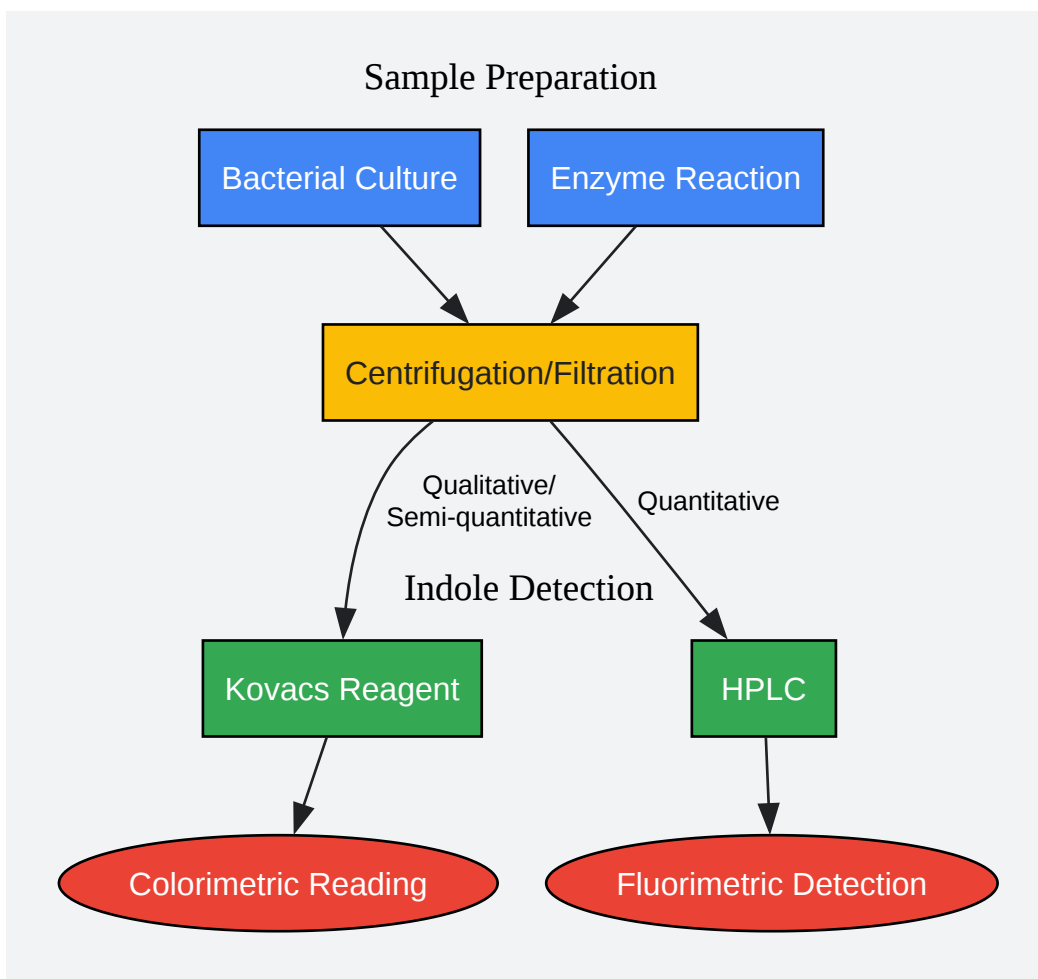 Sample Preparation
Bacterial Culture
Enzyme Reaction
Centrifugation/Filtration
Qualitative/
Semi-quantitative
Quantitative
Indole Detection
Kovacs Reagent
HPLC
Colorimetric Reading
Fluorimetric Detection